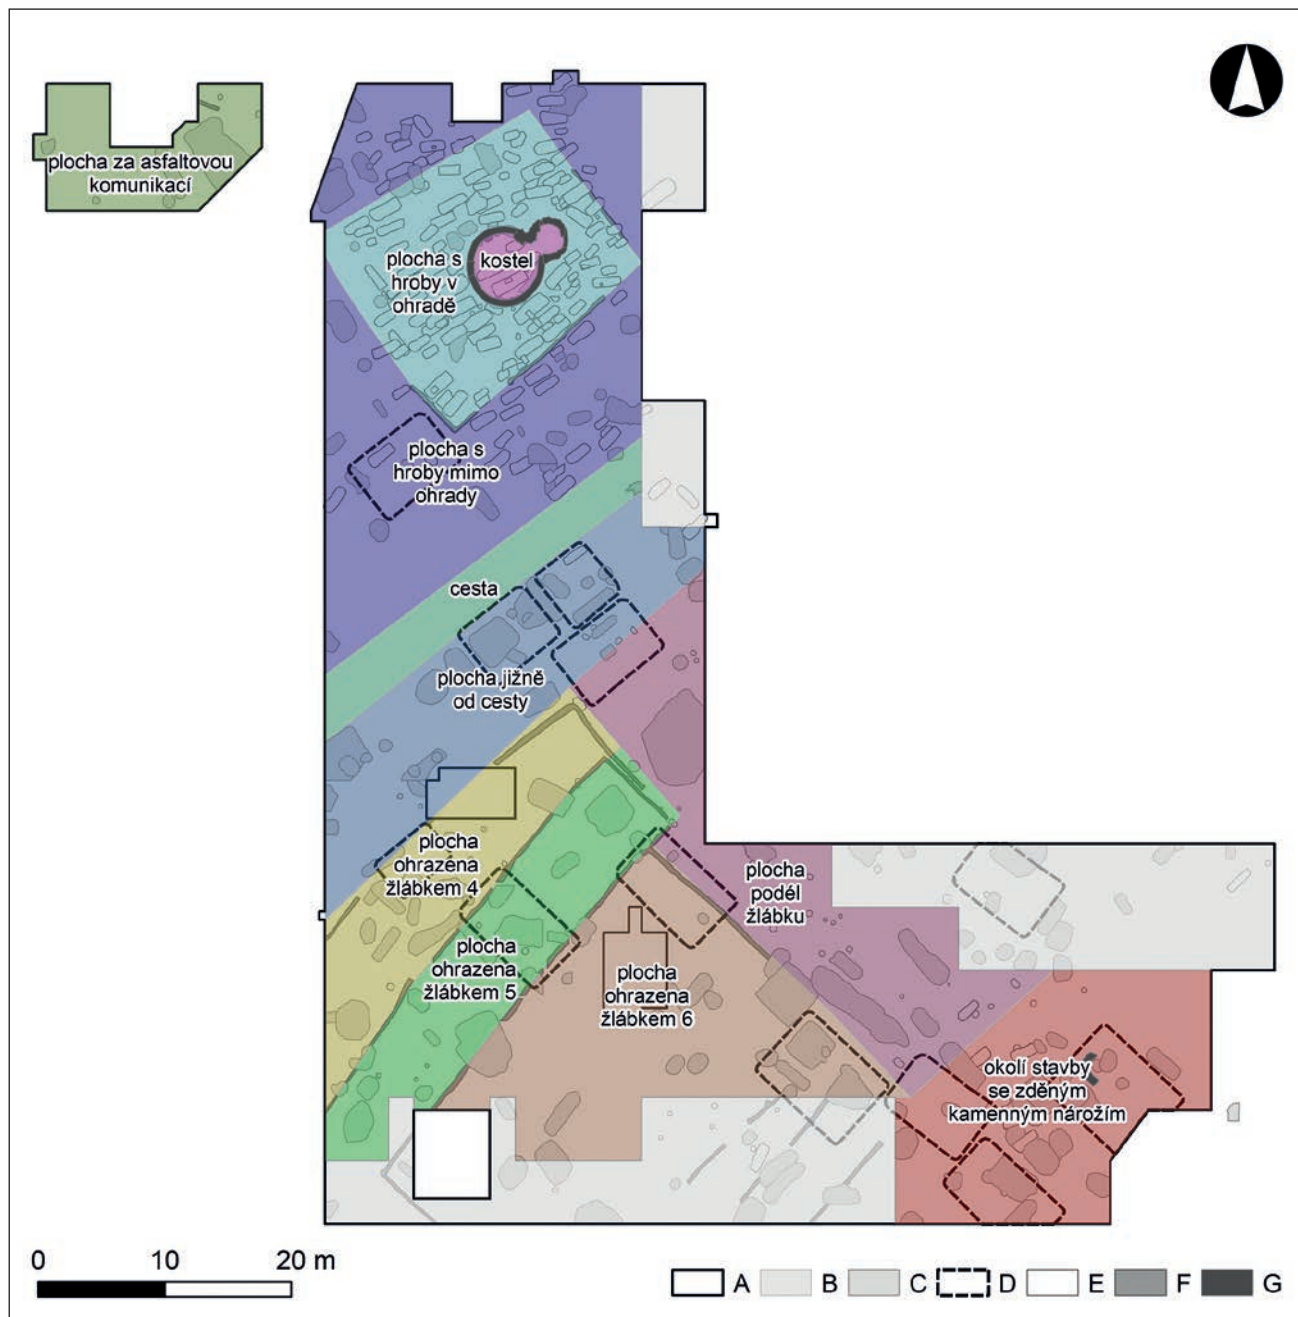 plocha za asfaltovou
komunikací
plocha s
hroby v
ohradě
kostel
plocha s
hroby mimo
ohrady
cesta
plocha jižně
od cesty
plocha
ohrazena
žlábkem 4
plocha
ohrazena
žlábkem 5
plocha
ohrazena
žlábkem 6
plocha
podél
žlábku
okolí stavby
se zděným
kamenným nárožím
0 10 20 m
A B C D E F G